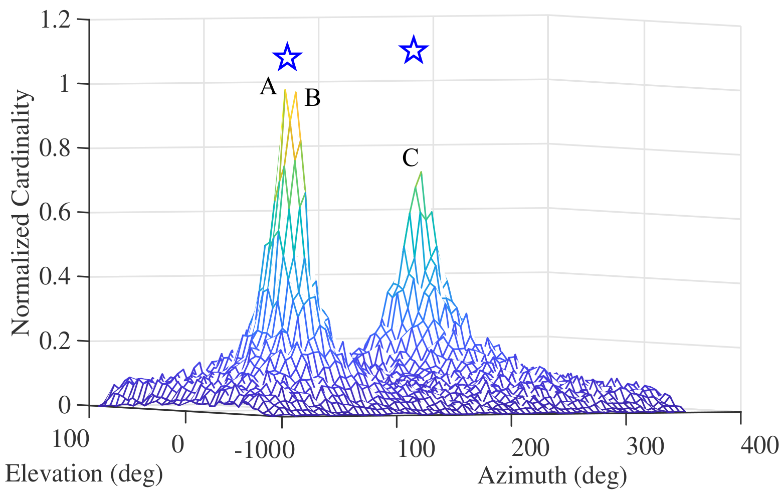 1.2
1
0.8
0.6
0.4
0.2
0
Normalized Cardinality
A
B
C
100
0
-1000
100
200
300
400
Elevation (deg)
Azimuth (deg)